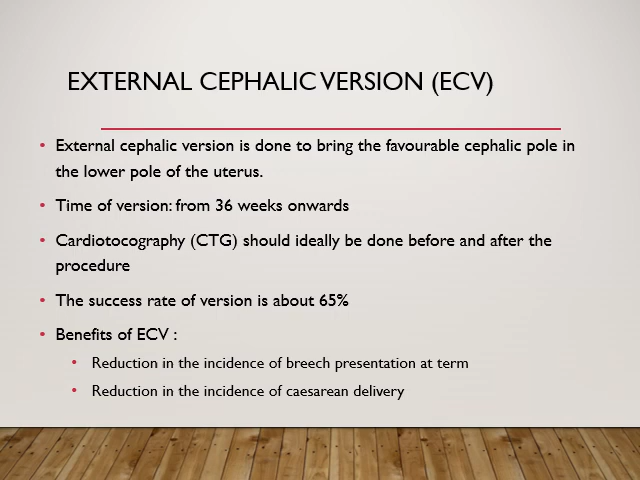 EXTERNAL CEPHALIC VERSION (ECV)
• External cephalic version is done to bring the favourable cephalic pole in
the lower pole of the uterus.
• Time of version: from 36 weeks onwards
• Cardiotocography (CTG) should ideally be done before and after the
procedure
• The success rate of version is about 65%
• Benefits of ECV :
• Reduction in the incidence of breech presentation at term
• Reduction in the incidence of caesarean delivery